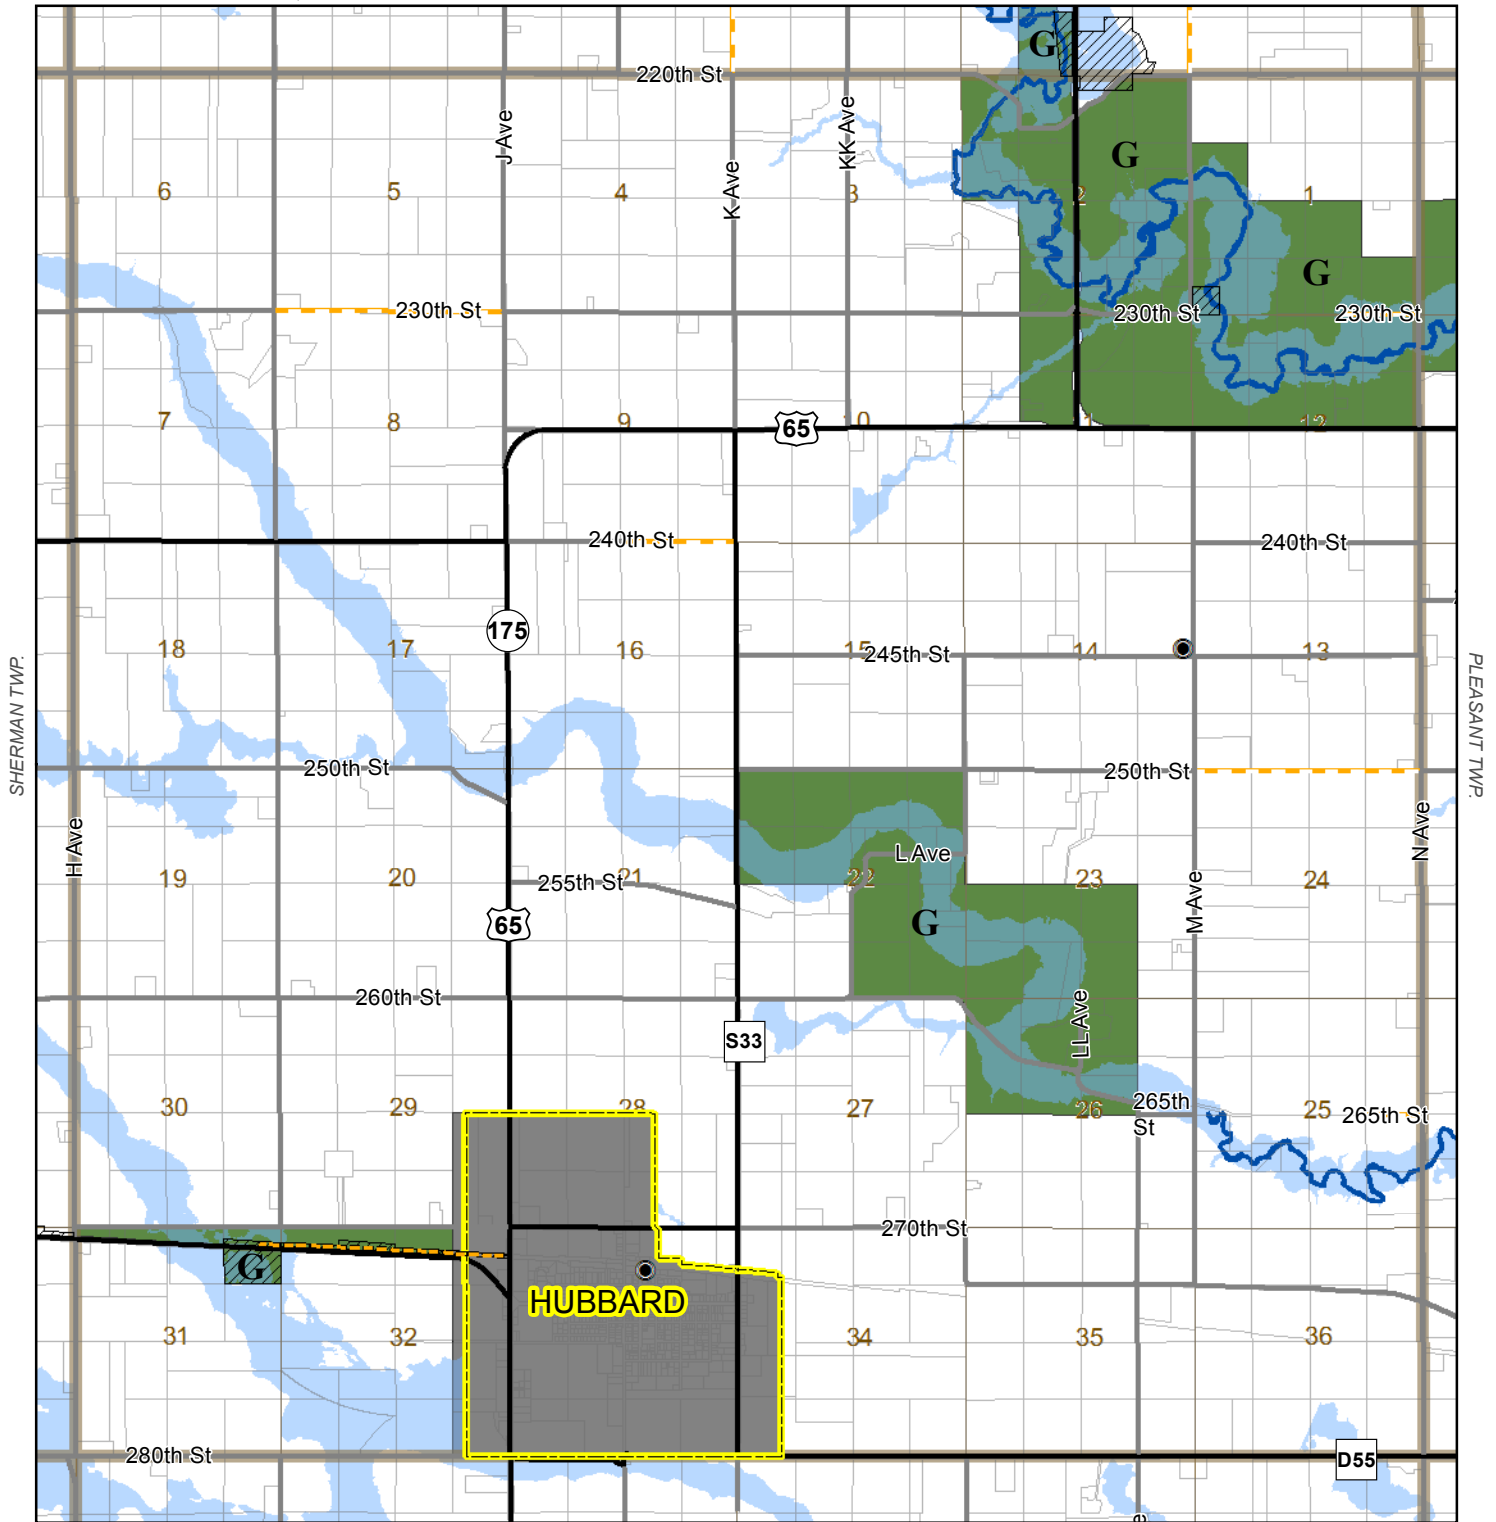 G
220th St
J Ave
KK Ave
K Ave
G
6
5
4
3
2
1
G
230th St
230th St
230th St
7
8
9
10
12
65
240th St
240th St
175
18
17
16
15
245th St
14
13
SHERMAN TWP.
PLEASANT TWP.
250th St
250th St
H Ave
N Ave
L Ave
19
20
255th St
21
22
23
24
M Ave
65
G
260th St
LL Ave
S33
30
29
28
27
26
265th
St
25
265th St
270th St
G
HUBBARD
31
32
34
35
36
280th St
D55